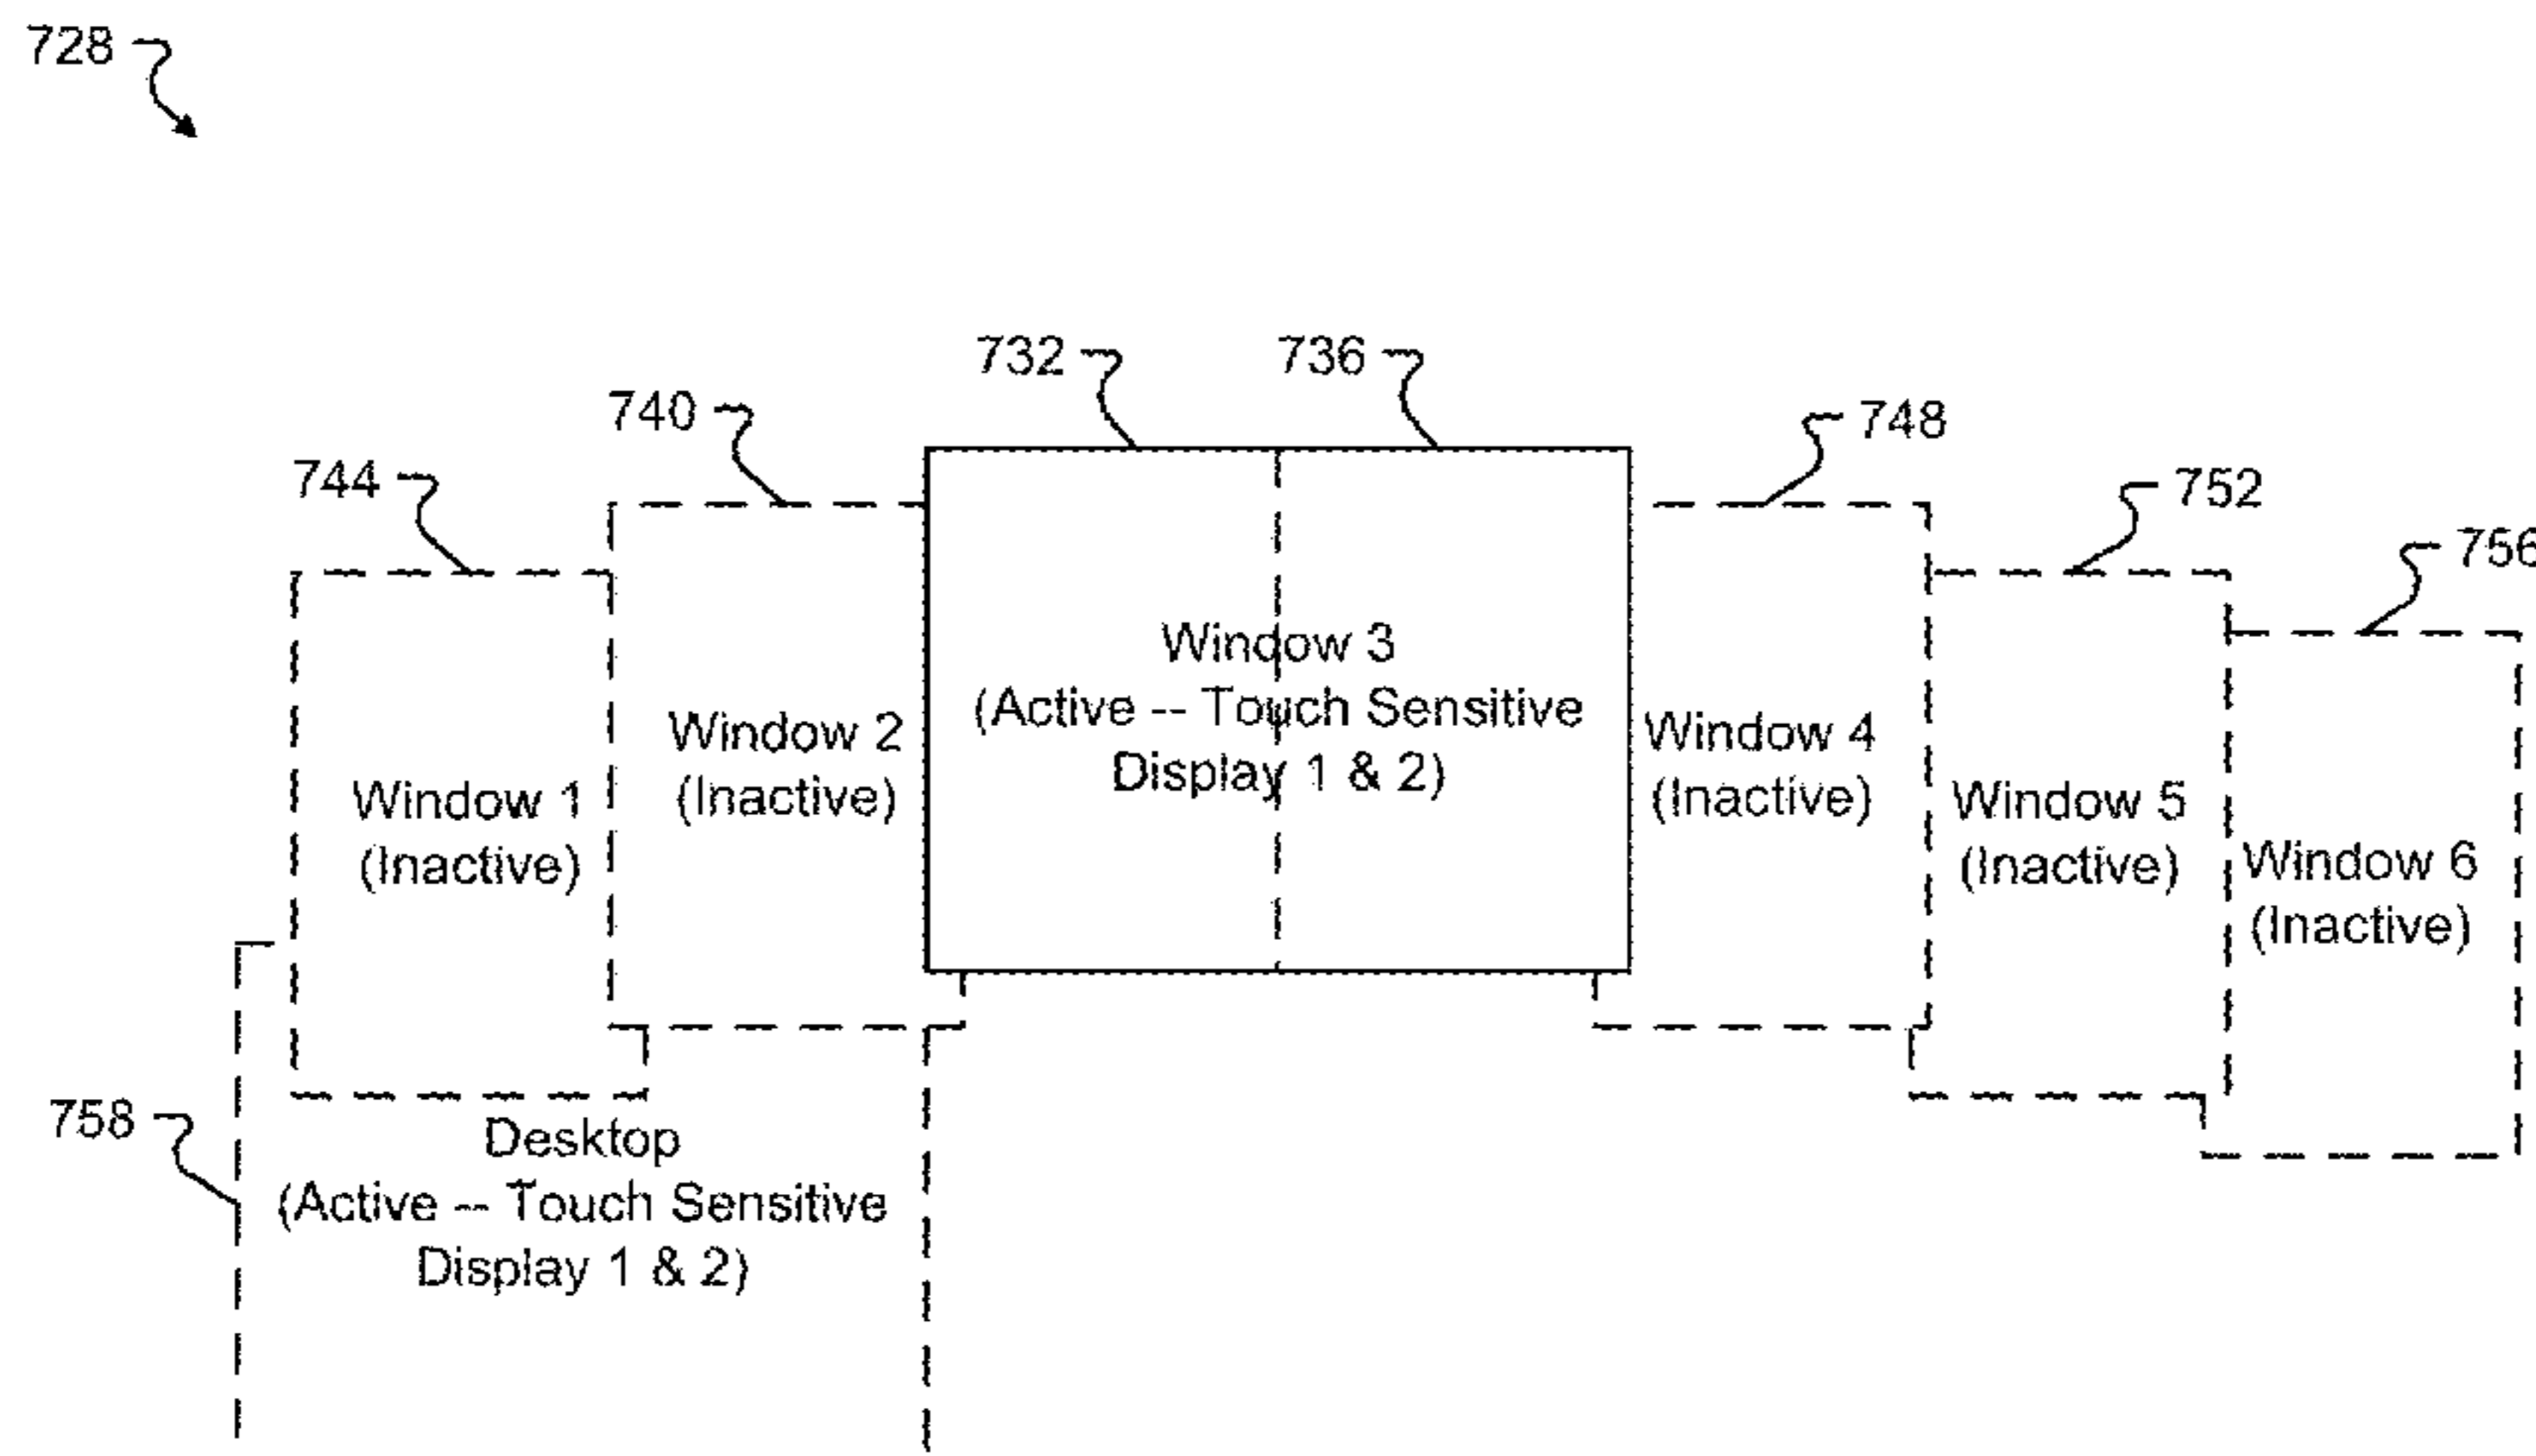 728
732
736
740
748
744
752
756
Window 3
(Active -- Touch Sensitive
Display 1 & 2)
Window 2
(Inactive)
Window 4
(Inactive)
Window 1
(Inactive)
Window 5
(Inactive)
Window 6
(Inactive)
758
Desktop
(Active -- Touch Sensitive
Display 1 & 2)